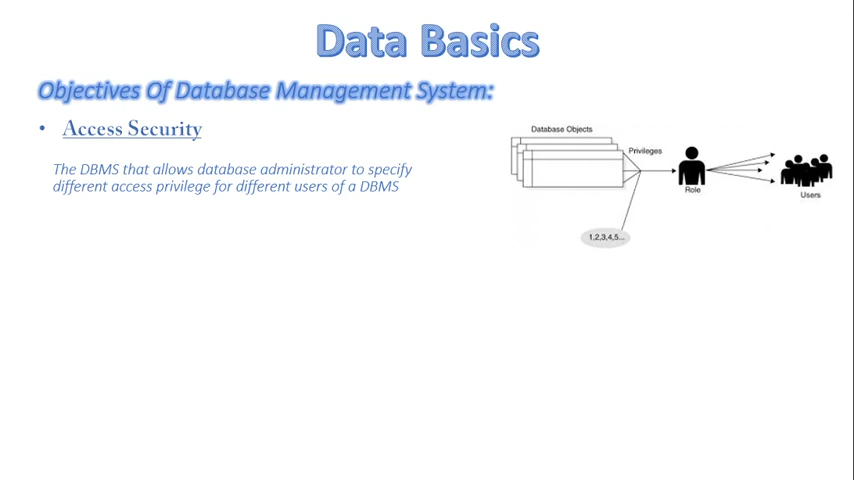 Data Basics
Objectives Of Database Management System:
• Access Security
The DBMS that allows database administrator to specify
different access privilege for different users of a DBMS
Database Objects
Privileges
Role
Users
1,2,3,4,5...